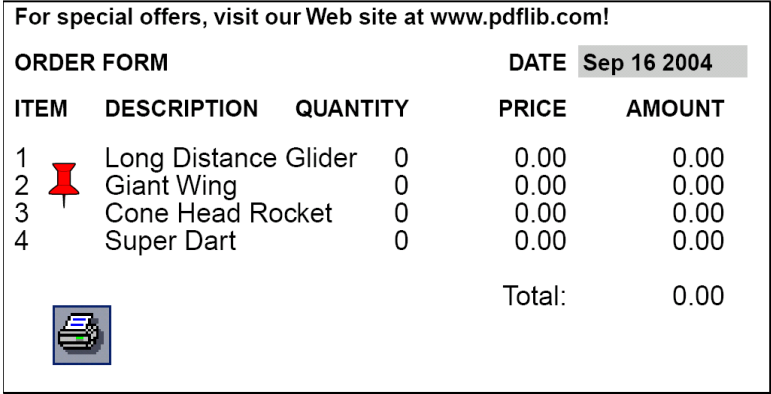 For special offers, visit our Web site at www.pdflib.com!
ORDER FORM DATE Sep 16 2004
ITEM DESCRIPTION QUANTITY PRICE AMOUNT
1 Long Distance Glider 0 0.00 0.00
2 Giant Wing 0 0.00 0.00
3 Cone Head Rocket 0 0.00 0.00
4 Super Dart 0 0.00 0.00
Total: 0.00